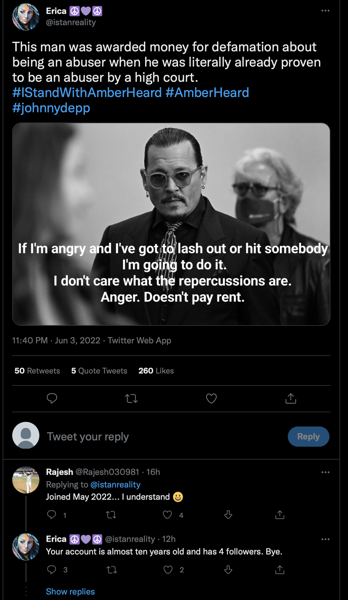 Erica ☮️💜☮️
@istanreality
This man was awarded money for defamation about
being an abuser when he was literally already proven
to be an abuser by a high court.
#IStandWithAmberHeard #AmberHeard
#johnnydepp
If I'm angry and I've got to lash out or hit somebody
I'm going to do it.
I don't care what the repercussions are.
Anger. Doesn't pay rent.
11:40 PM · Jun 3, 2022 · Twitter Web App
50 Retweets 5 Quote Tweets 260 Likes
Tweet your reply
Reply
Rajesh @Rajesh030981 · 16h
Replying to @istanreality
Joined May 2022... I understand 😀
1 4
Erica ☮️💜☮️ @istanreality · 12h
Your account is almost ten years old and has 4 followers. Bye.
3 2
Show replies